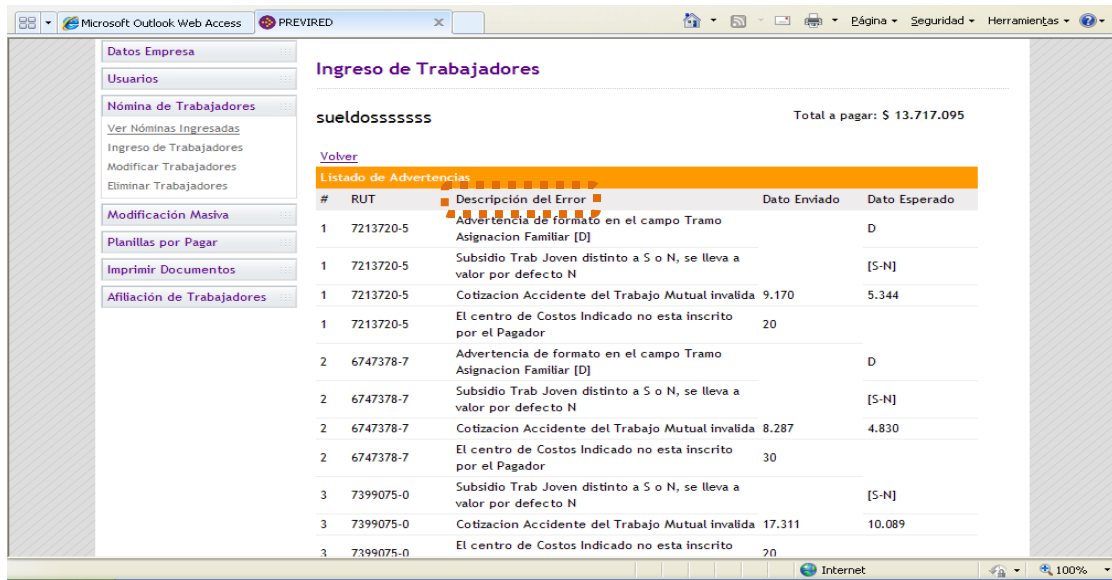 Microsoft Outlook Web Access
PREVIRED
Página
Seguridad
Herramientas
Datos Empresa
Usuarios
Nómina de Trabajadores
Ver Nóminas Ingresadas
Ingreso de Trabajadores
Modificar Trabajadores
Eliminar Trabajadores
Modificación Masiva
Planillas por Pagar
Imprimir Documentos
Afiliación de Trabajadores
Ingreso de Trabajadores
sueldosssssss
Total a pagar: $ 13.717.095
Volver
Listado de Advertencias
# RUT Descripción del Error Dato Enviado Dato Esperado
1 7213720-5 Advertencia de formato en el campo Tramo D
Asignacion Familiar [D]
1 7213720-5 Subsidio Trab Joven distinto a S o N, se lleva a [S-N]
valor por defecto N
1 7213720-5 Cotizacion Accidente del Trabajo Mutual invalida 9.170 5.344
1 7213720-5 El centro de Costos Indicado no esta inscrito 20
por el Pagador
2 6747378-7 Advertencia de formato en el campo Tramo D
Asignacion Familiar [D]
2 6747378-7 Subsidio Trab Joven distinto a S o N, se lleva a [S-N]
valor por defecto N
2 6747378-7 Cotizacion Accidente del Trabajo Mutual invalida 8.287 4.830
2 6747378-7 El centro de Costos Indicado no esta inscrito 30
por el Pagador
3 7399075-0 Subsidio Trab Joven distinto a S o N, se lleva a [S-N]
valor por defecto N
3 7399075-0 Cotizacion Accidente del Trabajo Mutual invalida 17.311 10.089
3 7399075-0 El centro de Costos Indicado no esta inscrito 20
Internet
100%